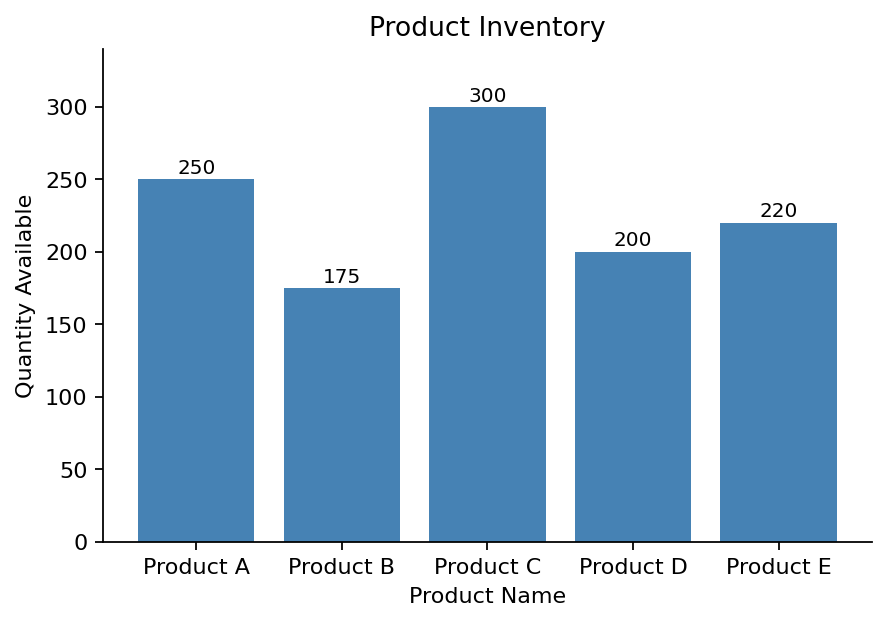 Product Inventory
Quantity Available
300
250
200
150
100
50
0
250
175
300
200
220
Product A
Product B
Product C
Product D
Product E
Product Name